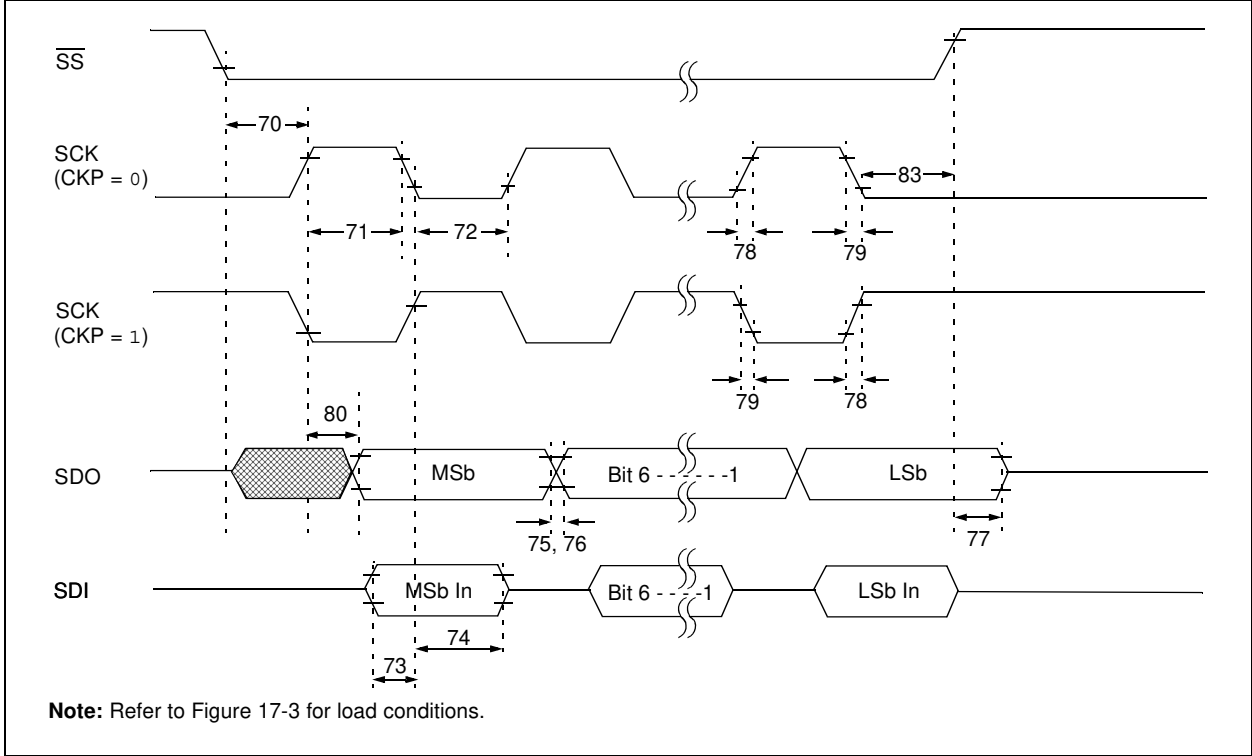 SS
70
SCK
(CKP = 0)
83
71
72
78
79
SCK
(CKP = 1)
79
78
80
SDO
MSb
Bit 6 - - - - - -1
LSb
75, 76
77
SDI
MSb In
Bit 6 - - - - -1
LSb In
74
73
Note: Refer to Figure 17-3 for load conditions.